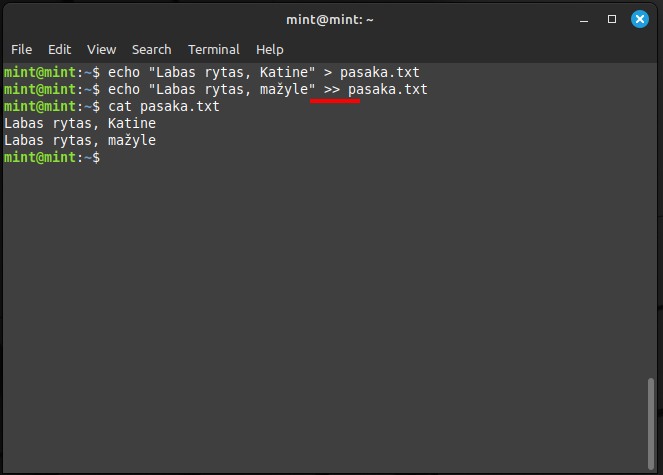 mint@mint: ~
File Edit View Search Terminal Help
mint@mint:~$ echo "Labas rytas, Katine" > pasaka.txt
mint@mint:~$ echo "Labas rytas, mažyle" >> pasaka.txt
mint@mint:~$ cat pasaka.txt
Labas rytas, Katine
Labas rytas, mažyle
mint@mint:~$